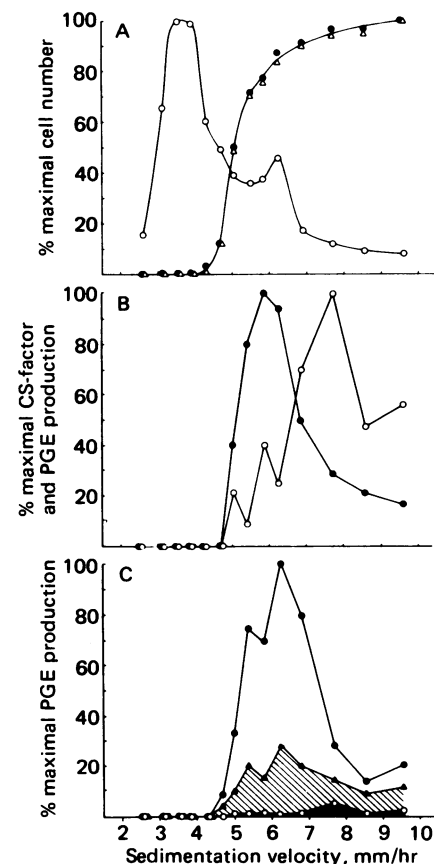 A
100
80
60
40
20
% maximal cell number
B
100
80
60
40
20
% maximal CS-factor
and PGE production
C
100
80
60
40
20
% maximal PGE production
2 3 4 5 6 7 8 9 10
Sedimentation velocity, mm/hr